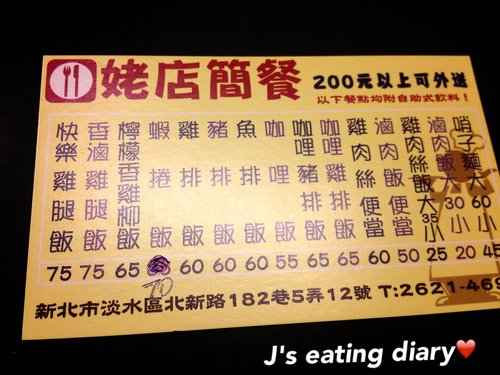 姥店簡餐
200元以上可外送
以下餐點均附自助式飲料！
快樂雞腿飯 75
香滷雞腿飯 75
檸檬香雞柳飯 65
蝦捲飯 70
雞排飯 60
豬排飯 60
魚排飯 60
咖哩飯 55
咖哩豬排飯 65
咖哩雞排飯 65
雞肉絲便當 60
滷肉飯便當 50
雞肉絲飯大35小 25
滷肉飯大30小 20
哨子麵大60小 45
新北市淡水區北新路182巷5弄12號 T:2621-469
J's eating diary❤